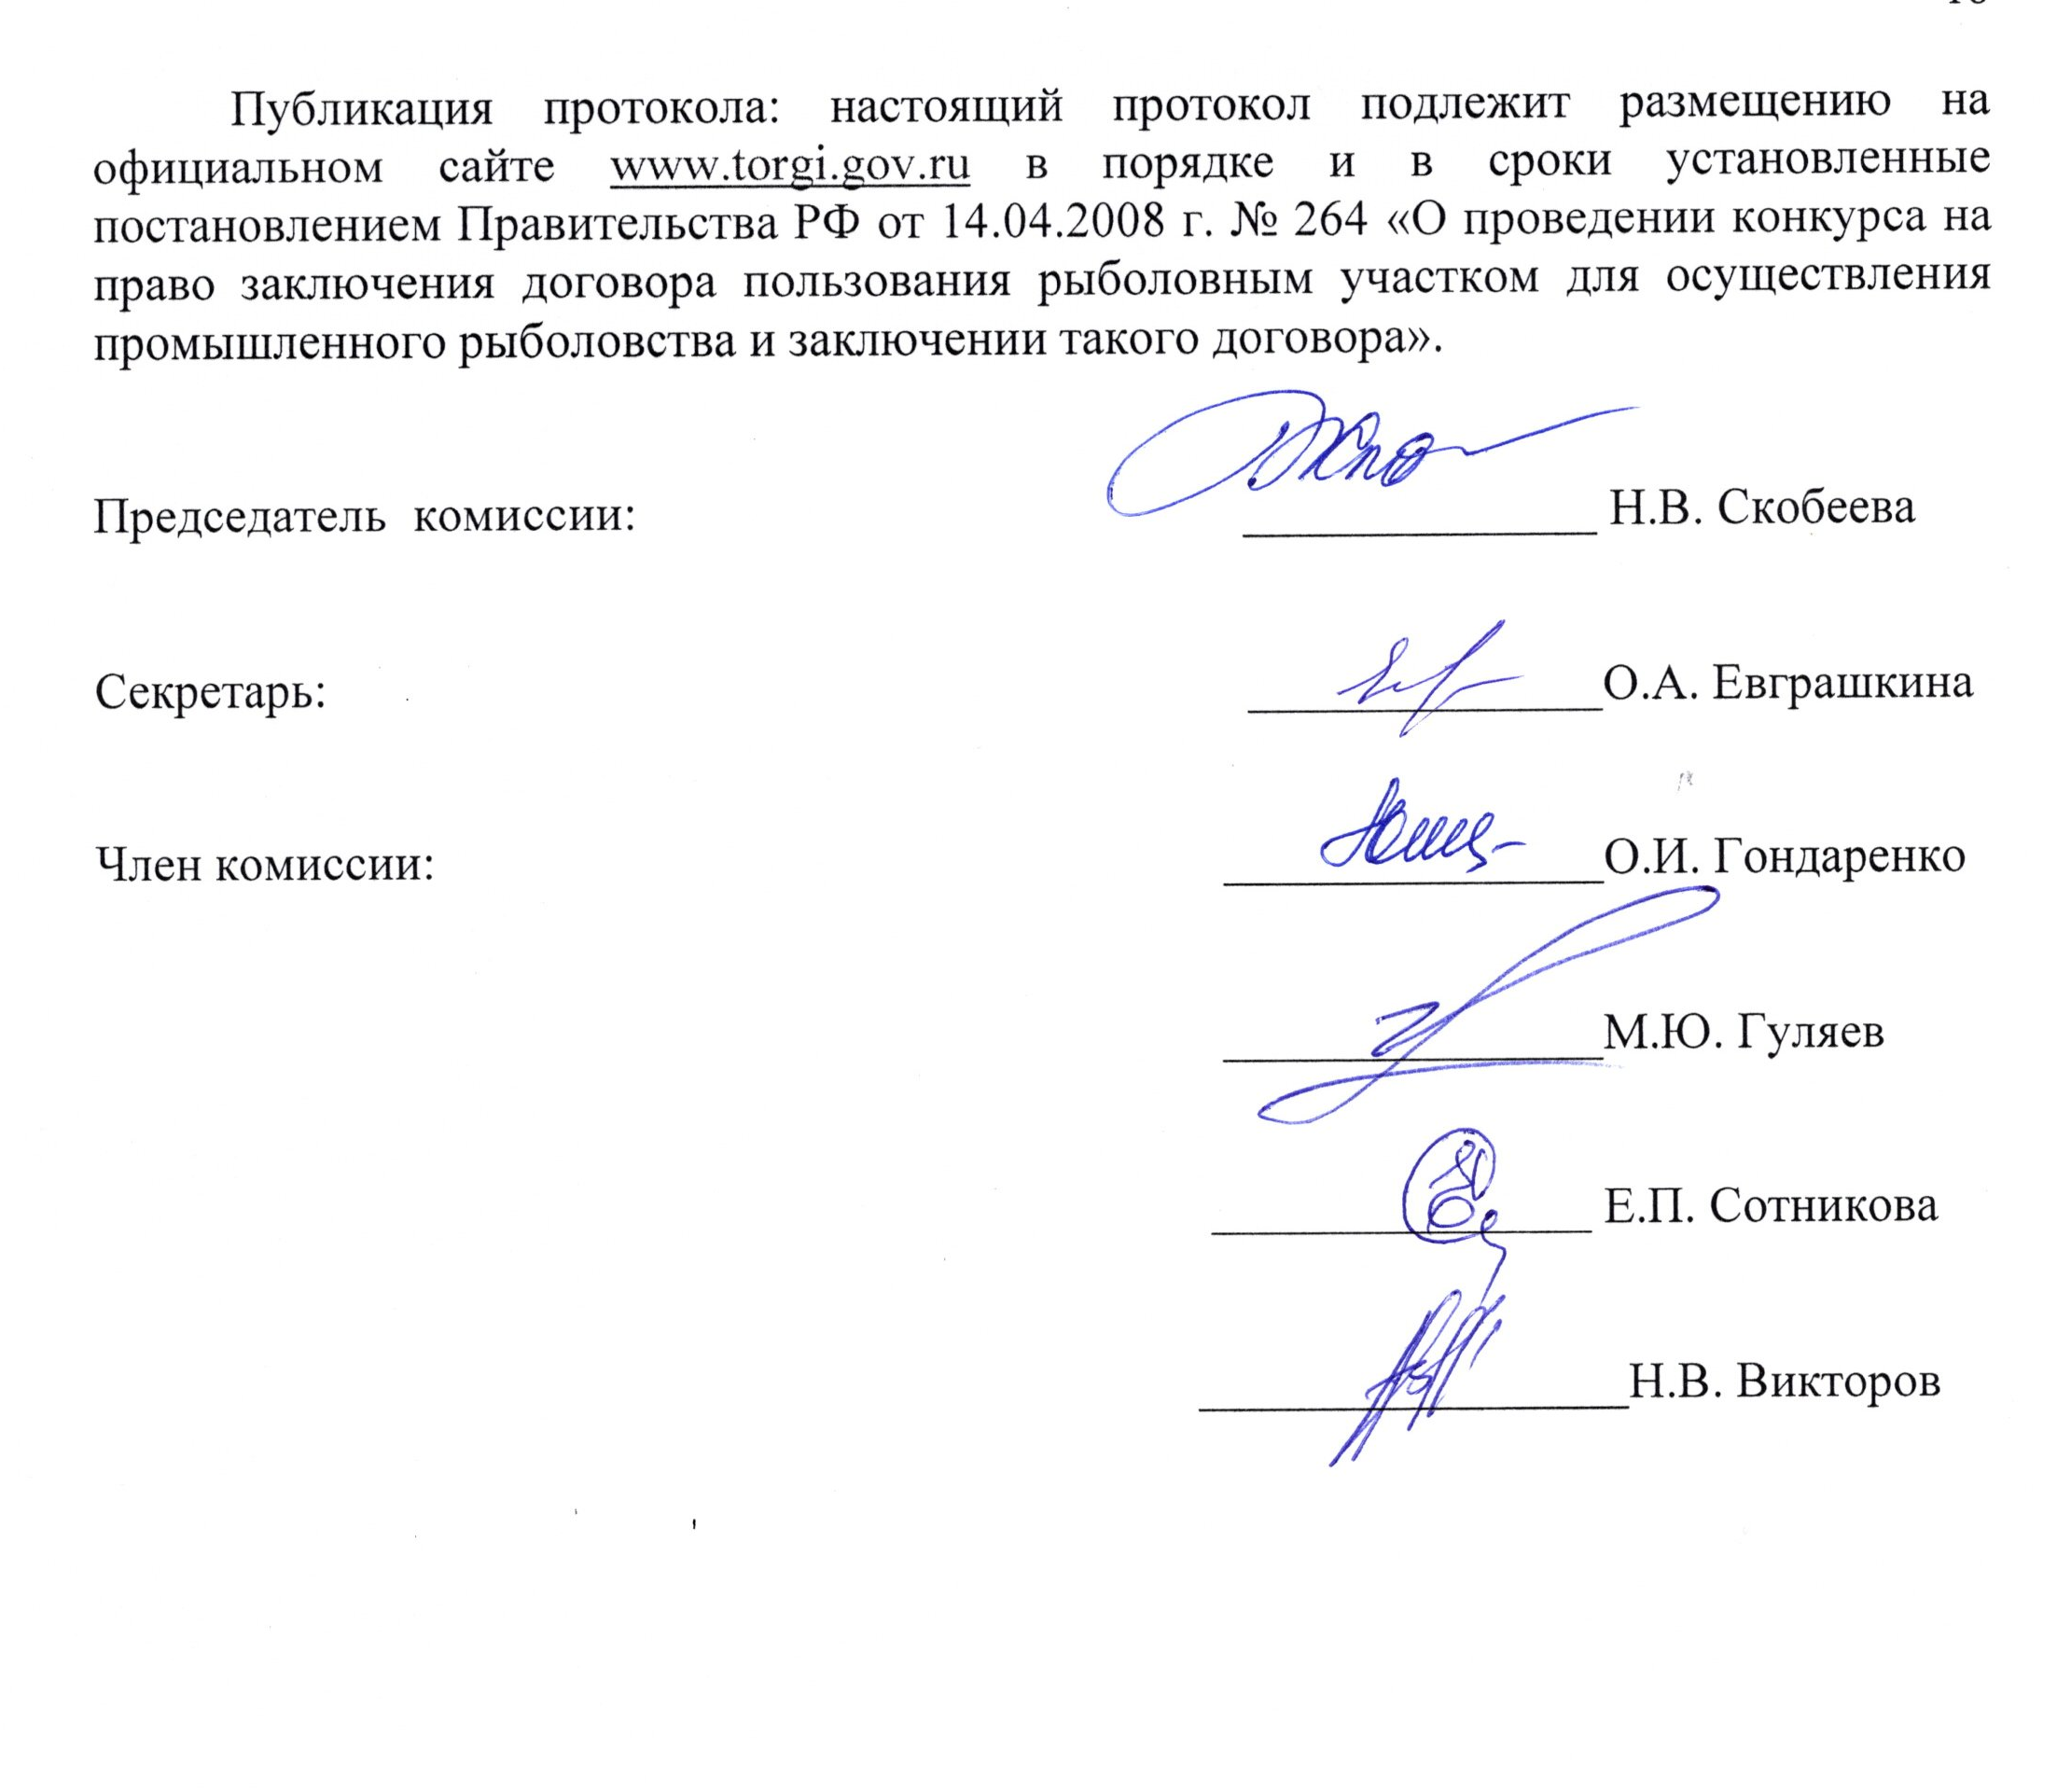 Публикация протокола: настоящий протокол подлежит размещению на
официальном сайте www.torgi.gov.ru в порядке и в сроки установленные
постановлением Правительства РФ от 14.04.2008 г. № 264 «О проведении конкурса на
право заключения договора пользования рыболовным участком для осуществления
промышленного рыболовства и заключении такого договора».
Председатель комиссии: Н.В. Скобеева
Секретарь: О.А. Евграшкина
Член комиссии: О.И. Гондаренко
М.Ю. Гуляев
Е.П. Сотникова
Н.В. Викторов